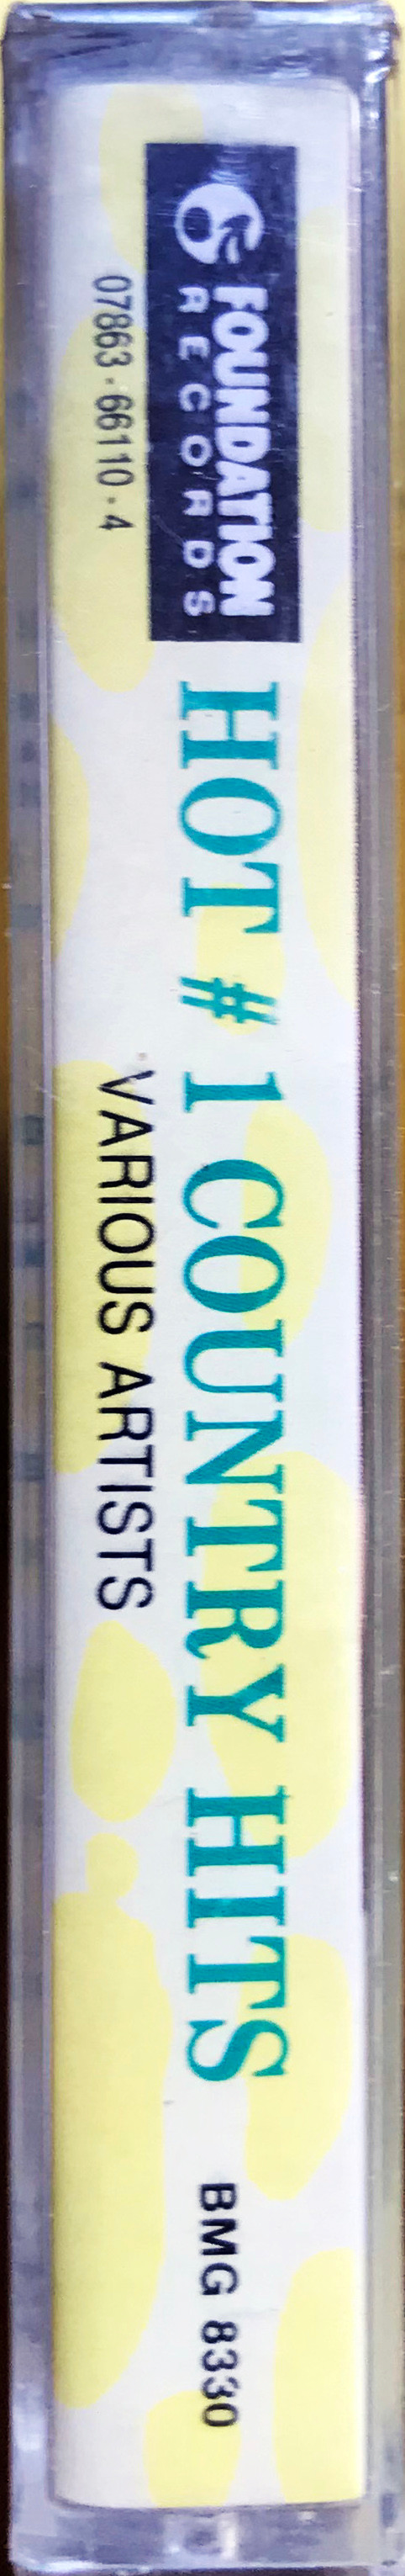 FOUNDATION
RECORDS
07863-66110-4
HOT # 1 COUNTRY HITS
VARIOUS ARTISTS
BMG 8330